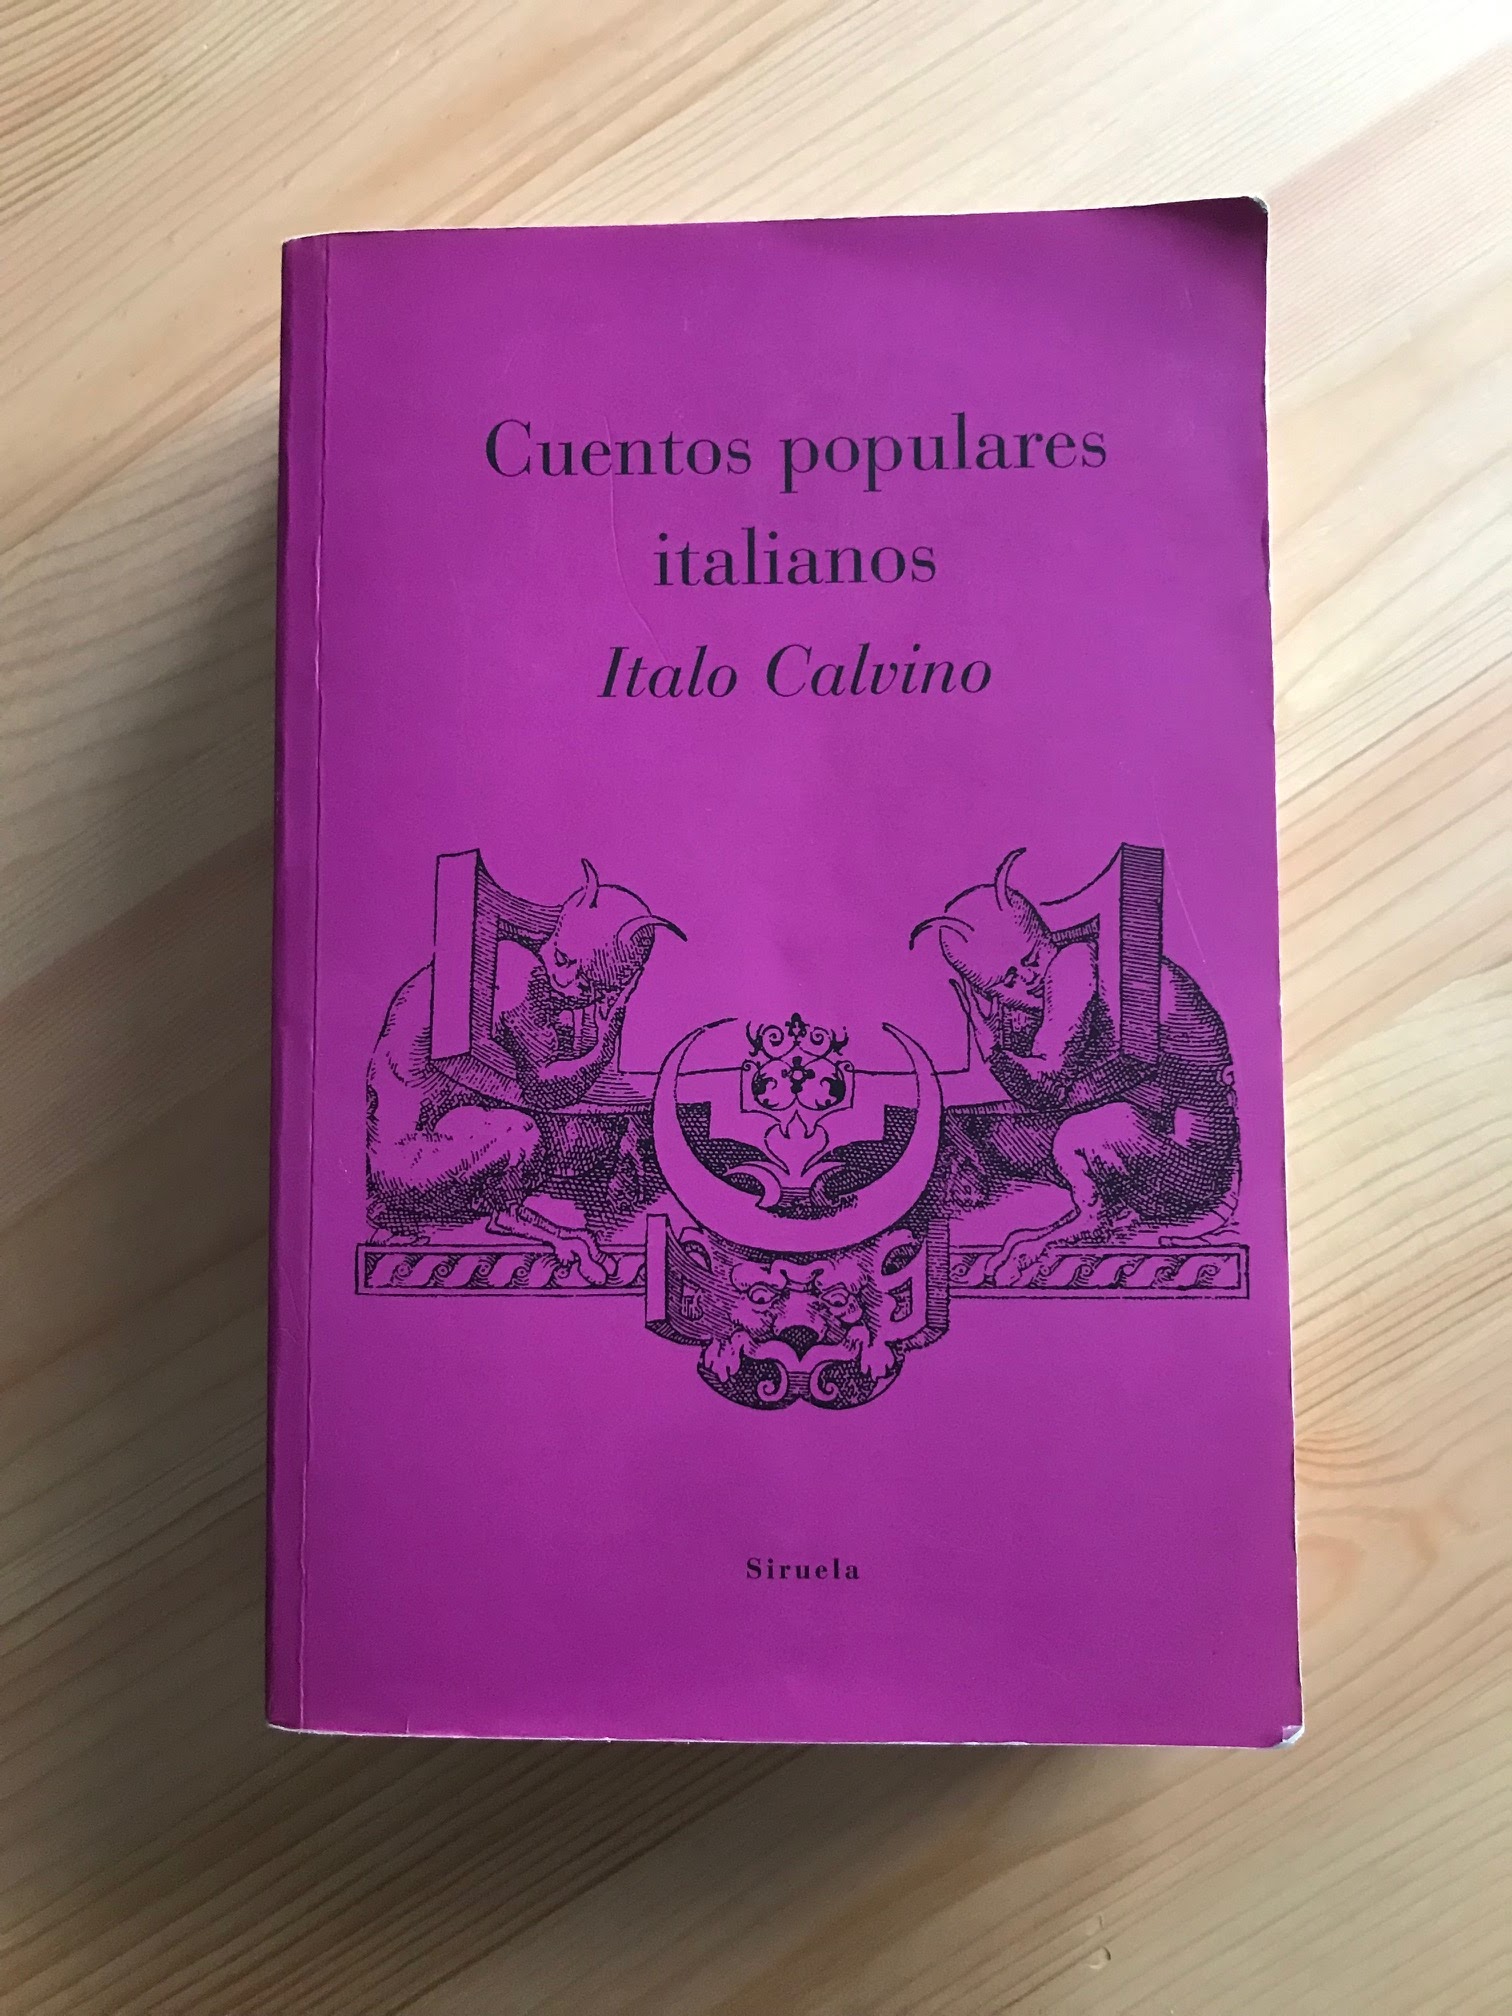 Cuentos populares
italianos
Italo Calvino
Siruela